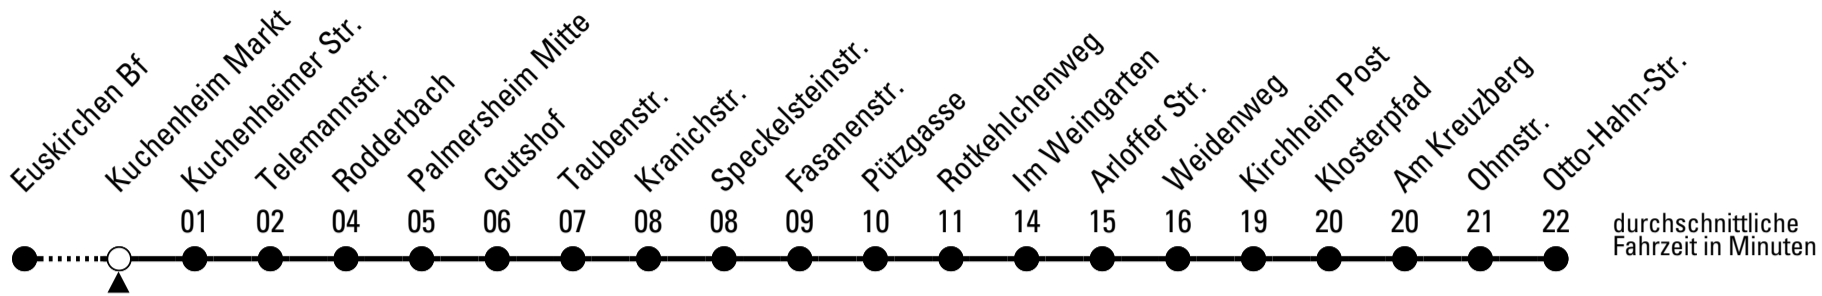 Euskirchen Bf
Kuchenheim Markt
Kuchenheimer Str.
Telemannstr.
Rodderbach
Palmersheim Mitte
Gutshof
Taubenstr.
Kranichstr.
Speckelsteinstr.
Fasanenstr.
Pützgasse
Rotkehlchenweg
Im Weingarten
Arloffer Str.
Weidenweg
Kirchheim Post
Klosterpfad
Am Kreuzberg
Ohmstr.
Otto-Hahn-Str.
01 02 04 05 06 07 08 08 09 10 11 14 15 16 19 20 20 21 22
durchschnittliche
Fahrzeit in Minuten